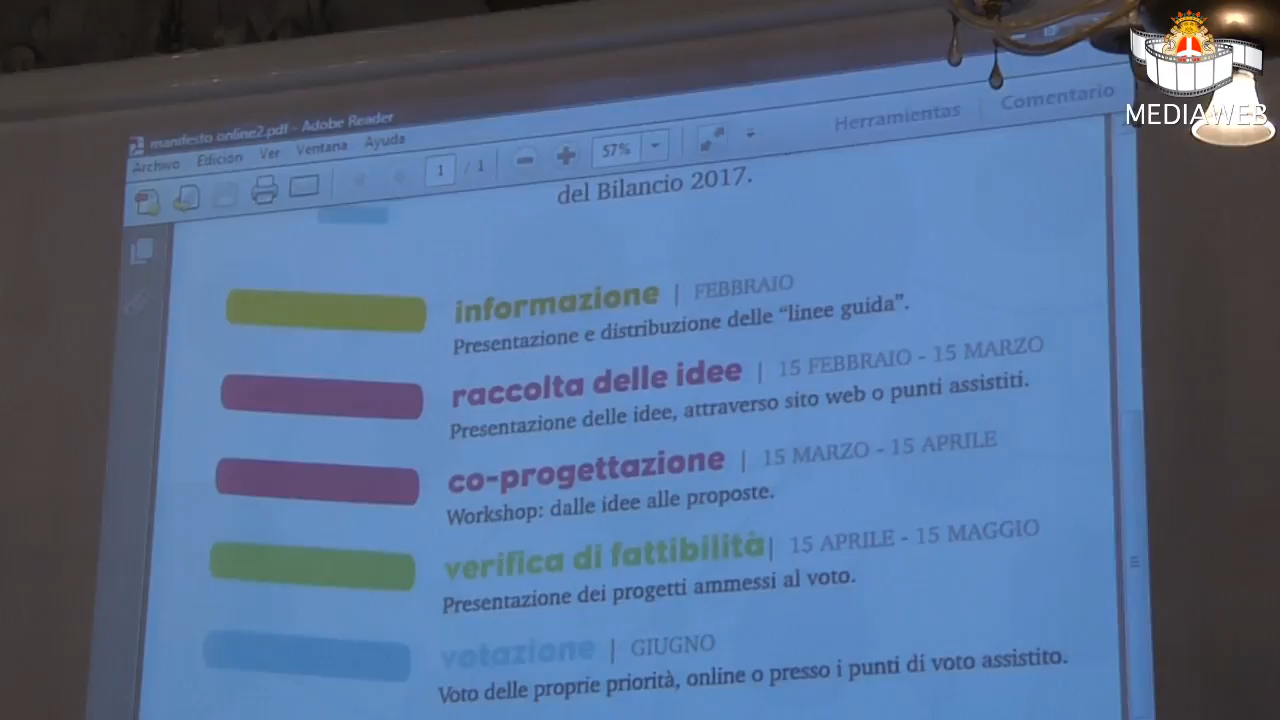 MEDIAWEB
manifesto online2.pdf - Adobe Reader
Archivo Edición Ver Ventana Ayuda
1 / 1 57% Herramientas Comentario
del Bilancio 2017.
informazione | FEBBRAIO
Presentazione e distribuzione delle “linee guida”.
raccolta delle idee | 15 FEBBRAIO - 15 MARZO
Presentazione delle idee, attraverso sito web o punti assistiti.
co-progettazione | 15 MARZO - 15 APRILE
Workshop: dalle idee alle proposte.
verifica di fattibilità | 15 APRILE - 15 MAGGIO
Presentazione dei progetti ammessi al voto.
votazione | GIUGNO
Voto delle proprie priorità, online o presso i punti di voto assistito.